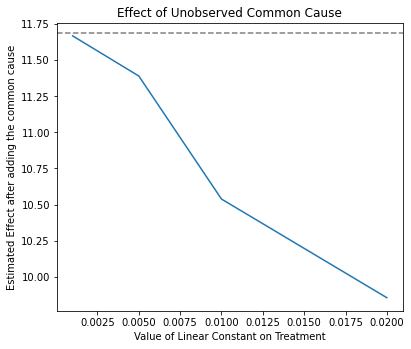 Effect of Unobserved Common Cause
Estimated Effect after adding the common cause
11.75
11.50
11.25
11.00
10.75
10.50
10.25
10.00
0.0025 0.0050 0.0075 0.0100 0.0125 0.0150 0.0175 0.0200
Value of Linear Constant on Treatment